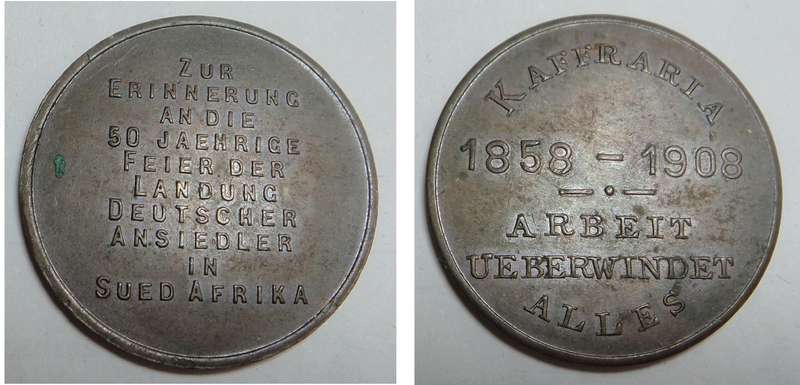 ZUR
ERINNERUNG
AN DIE
50 JAEHRIGE
FEIER DER
LANDUNG
DEUTSCHER
ANSIEDLER
IN
SUED AFRIKA
KAFFRARIA
1858 - 1908
ARBEIT
UEBERWINDET
ALLES